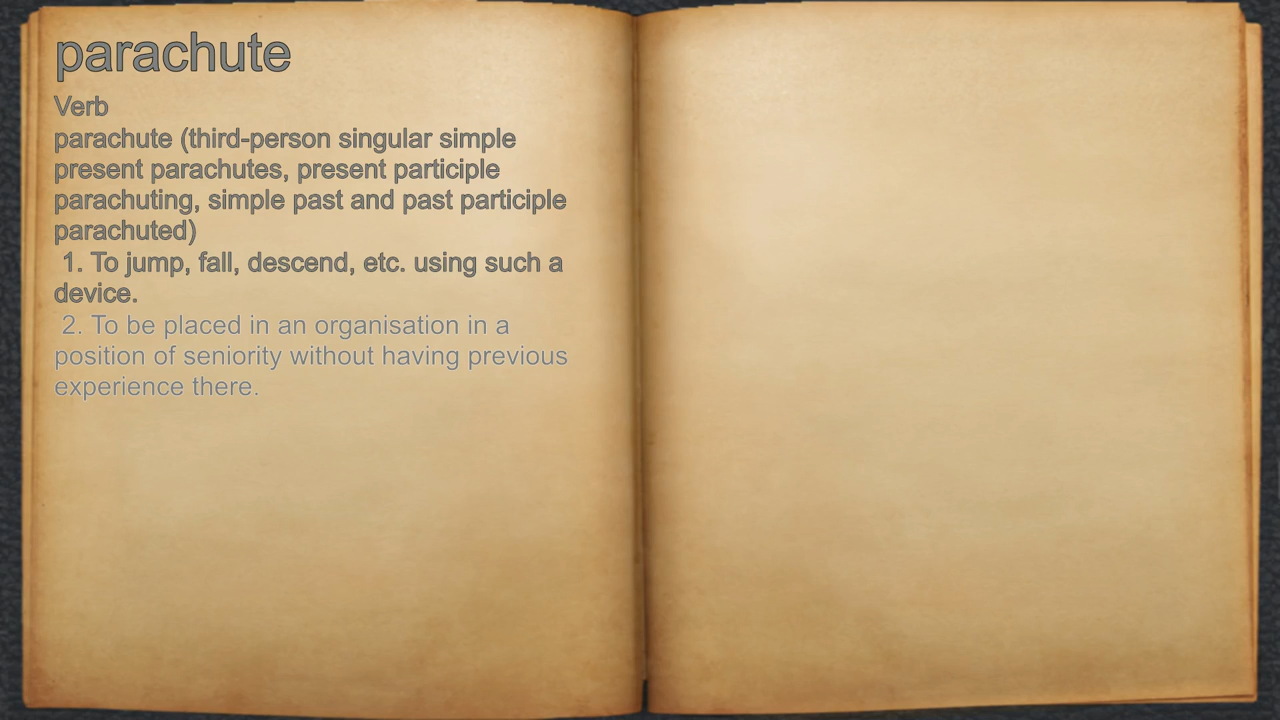 parachute
Verb
parachute (third-person singular simple
present parachutes, present participle
parachuting, simple past and past participle
parachuted)
1. To jump, fall, descend, etc. using such a
device.
2. To be placed in an organisation in a
position of seniority without having previous
experience there.